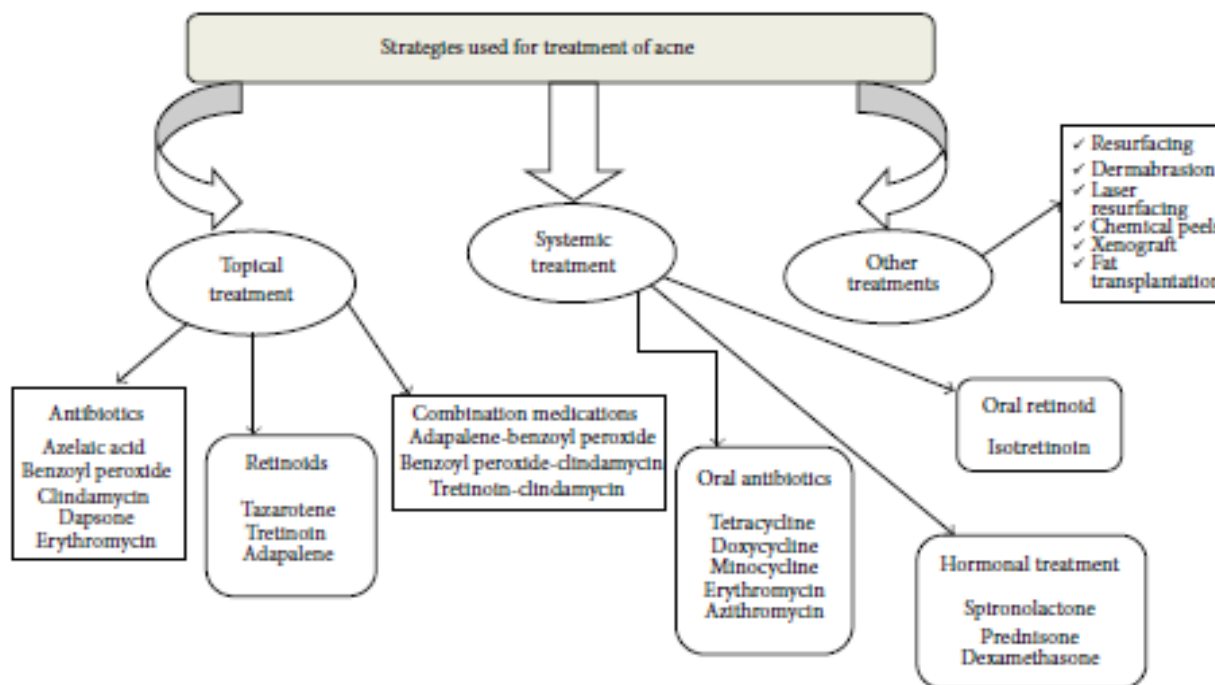 Strategies used for treatment of acne
Resurfacing
Dermabrasion
Laser
resurfacing
Chemical peels
Xenograft
Fat
transplantation
Topical
treatment
Systemic
treatment
Other
treatments
Antibiotics
Azelaic acid
Benzoyl peroxide
Clindamycin
Dapsone
Erythromycin
Retinoids
Tazarotene
Tretinoin
Adapalene
Combination medications
Adapalene-benzoyl peroxide
Benzoyl peroxide-clindamycin
Tretinoin-clindamycin
Oral antibiotics
Tetracycline
Doxycycline
Minocycline
Erythromycin
Azithromycin
Oral retinoid
Isotretinoin
Hormonal treatment
Spironolactone
Prednisone
Dexamethasone